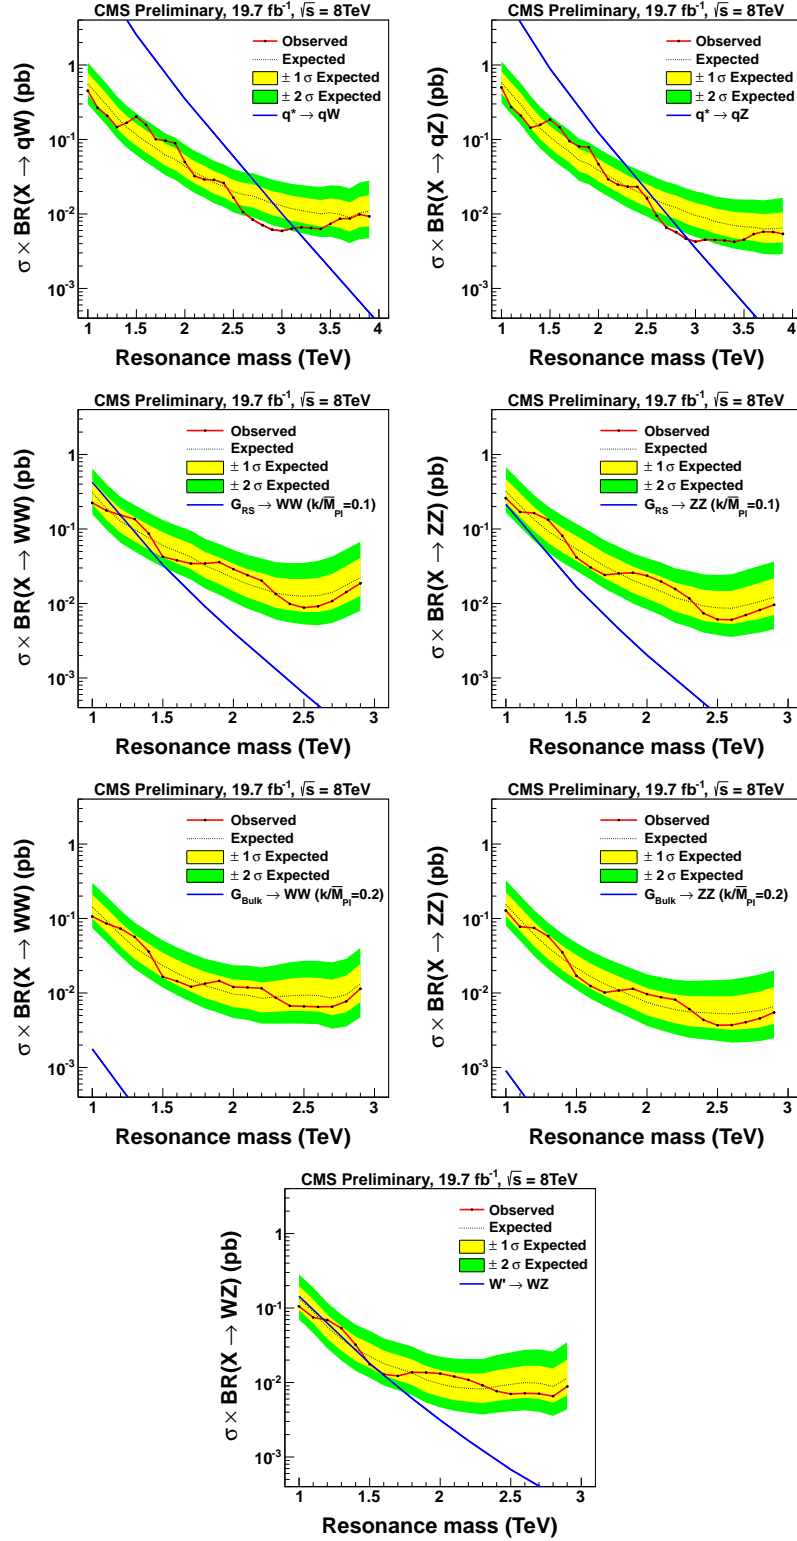 CMS Preliminary, 19.7 fb⁻¹, √s = 8TeV
σ × BR(X → qW) (pb)
Observed
Expected
± 1 σ Expected
± 2 σ Expected
q* → qW
1
10⁻¹
10⁻²
10⁻³
1 1.5 2 2.5 3 3.5 4
Resonance mass (TeV)
CMS Preliminary, 19.7 fb⁻¹, √s = 8TeV
σ × BR(X → qZ) (pb)
Observed
Expected
± 1 σ Expected
± 2 σ Expected
q* → qZ
1
10⁻¹
10⁻²
10⁻³
1 1.5 2 2.5 3 3.5 4
Resonance mass (TeV)
CMS Preliminary, 19.7 fb⁻¹, √s = 8TeV
σ × BR(X → WW) (pb)
Observed
Expected
± 1 σ Expected
± 2 σ Expected
G_RS → WW (k/M̅_Pl=0.1)
1
10⁻¹
10⁻²
10⁻³
1 1.5 2 2.5 3
Resonance mass (TeV)
CMS Preliminary, 19.7 fb⁻¹, √s = 8TeV
σ × BR(X → ZZ) (pb)
Observed
Expected
± 1 σ Expected
± 2 σ Expected
G_RS → ZZ (k/M̅_Pl=0.1)
1
10⁻¹
10⁻²
10⁻³
1 1.5 2 2.5 3
Resonance mass (TeV)
CMS Preliminary, 19.7 fb⁻¹, √s = 8TeV
σ × BR(X → WW) (pb)
Observed
Expected
± 1 σ Expected
± 2 σ Expected
G_Bulk → WW (k/M̅_Pl=0.2)
1
10⁻¹
10⁻²
10⁻³
1 1.5 2 2.5 3
Resonance mass (TeV)
CMS Preliminary, 19.7 fb⁻¹, √s = 8TeV
σ × BR(X → ZZ) (pb)
Observed
Expected
± 1 σ Expected
± 2 σ Expected
G_Bulk → ZZ (k/M̅_Pl=0.2)
1
10⁻¹
10⁻²
10⁻³
1 1.5 2 2.5 3
Resonance mass (TeV)
CMS Preliminary, 19.7 fb⁻¹, √s = 8TeV
σ × BR(X → WZ) (pb)
Observed
Expected
± 1 σ Expected
± 2 σ Expected
W' → WZ
1
10⁻¹
10⁻²
10⁻³
1 1.5 2 2.5 3
Resonance mass (TeV)